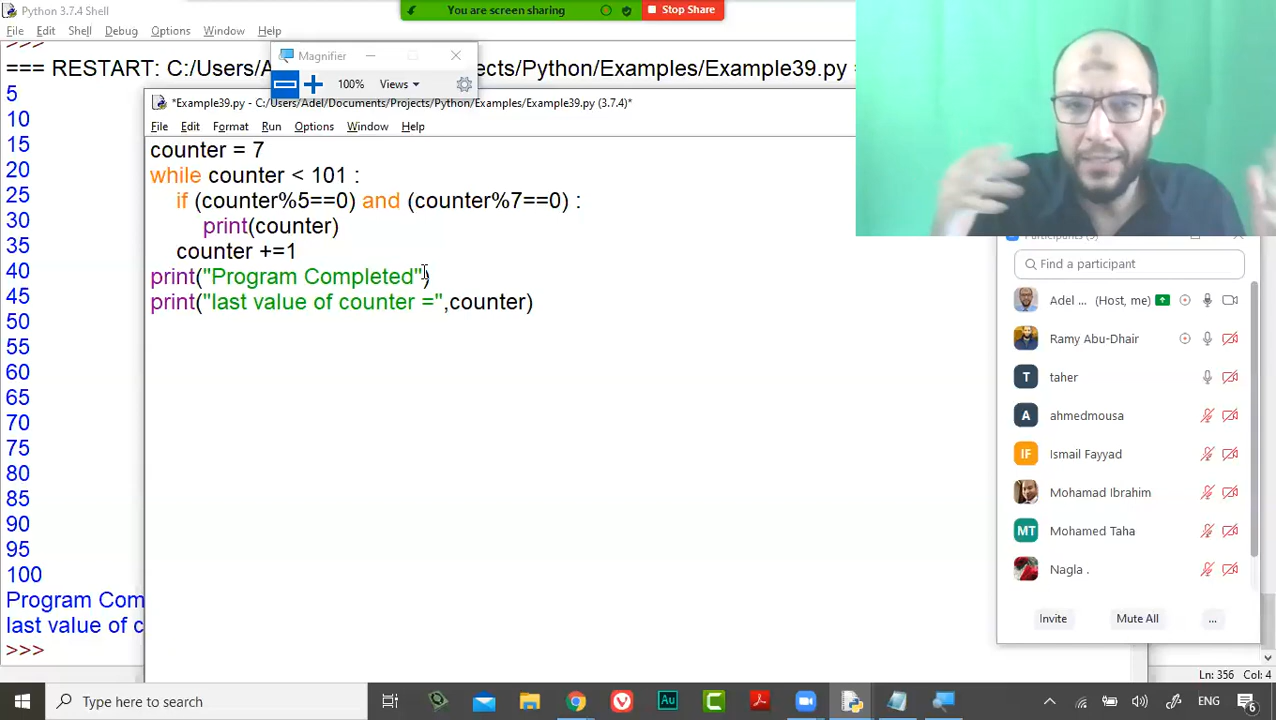 Python 3.7.4 Shell
File Edit Shell Debug Options Window Help
You are screen sharing
Stop Share
Magnifier
100% Views
>>>
=== RESTART: C:/Users/A jects/Python/Examples/Example39.py =
5
10
15
20
25
30
35
40
45
50
55
60
65
70
75
80
85
90
95
100
Program Com
last value of c
>>>
*Example39.py - C:/Users/Adel/Documents/Projects/Python/Examples/Example39.py (3.7.4)*
File Edit Format Run Options Window Help
counter = 7
while counter < 101 :
if (counter%5==0) and (counter%7==0) :
print(counter)
counter +=1
print("Program Completed")
print("last value of counter =",counter)
Find a participant
Adel ... (Host, me)
Ramy Abu-Dhair
T taher
A ahmedmousa
IF Ismail Fayyad
Mohamad Ibrahim
MT Mohamed Taha
Nagla .
Invite Mute All ...
Ln: 356 Col: 4
Type here to search
Au
ENG
6